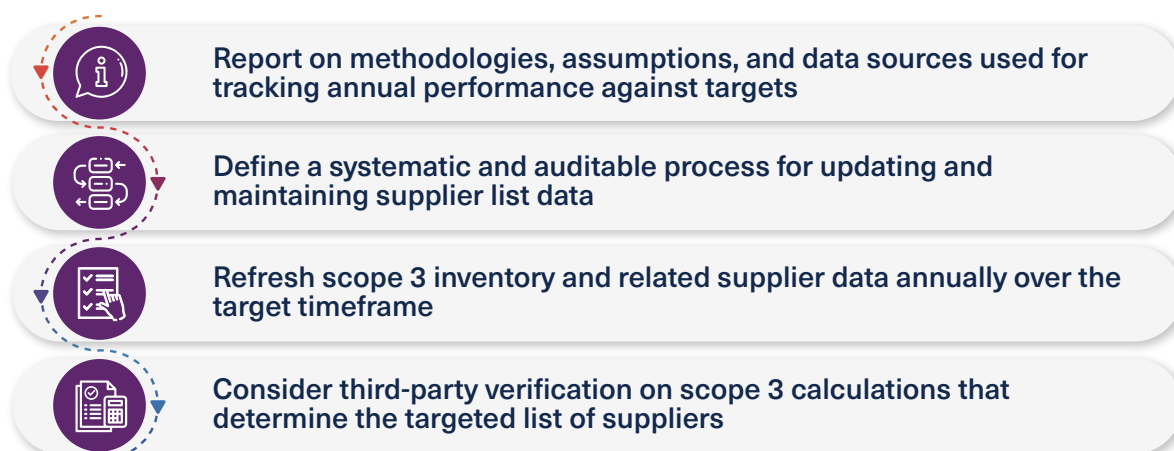 Report on methodologies, assumptions, and data sources used for
tracking annual performance against targets
Define a systematic and auditable process for updating and
maintaining supplier list data
Refresh scope 3 inventory and related supplier data annually over the
target timeframe
Consider third-party verification on scope 3 calculations that
determine the targeted list of suppliers